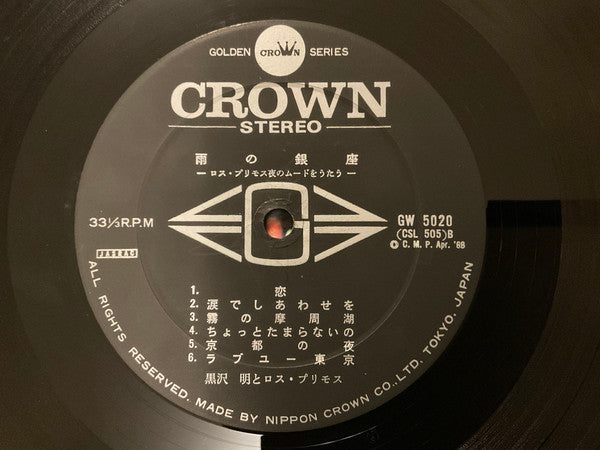 GOLDEN CROWN SERIES
CROWN
STEREO
雨の銀座
ーロス・プリモス夜のムードをうたうー
33⅓R.P.M
GW 5020
(CSL 505)B
© C. M. P. Apr. '68
JASRAC
1. 恋
2. 涙でしあわせを
3. 霧の摩周湖
4. ちょっとたまらないの
5. 京都の夜
6. ラブユー東京
黒沢 明とロス・プリモス
ALL RIGHTS RESERVED. MADE BY NIPPON CROWN CO., LTD. TOKYO. JAPAN